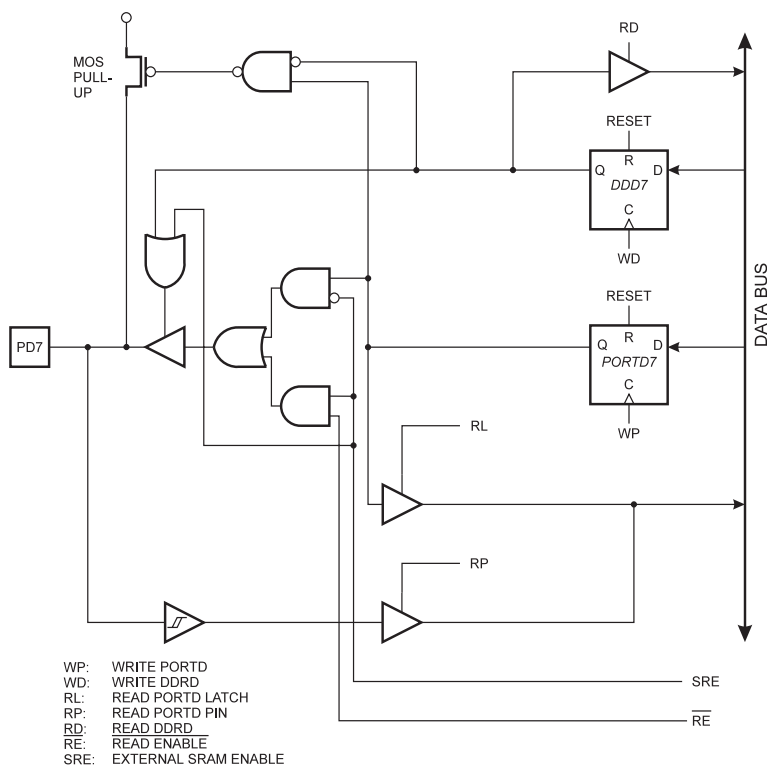 RD
MOS
PULL-
UP
RESET
R
Q
D
DDD7
C
WD
RESET
R
Q
D
PORTD7
C
WP
DATA BUS
PD7
RL
RP
WP: WRITE PORTD
WD: WRITE DDRD
RL: READ PORTD LATCH
RP: READ PORTD PIN
RD: READ DDRD
RE: READ ENABLE
SRE: EXTERNAL SRAM ENABLE
SRE
RE